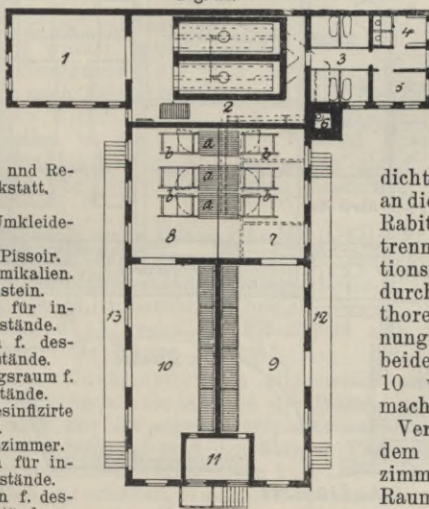 nnd Re-
kstatt.
Umkleide-
Pissoir.
mikalien.
nstein.
für in-
stände.
f. des-
stände.
gsraum f.
stände.
esinfizirte
zimmer.
für in-
stände.
n f. des-
1
2
3
4
5
6
a
a
a
b
b
b
b
b
b
8
7
13
12
10
9
11
dicht
an die
Rabit
trenn
tions
durch
thore
nung
beide
10 v
mach
Ver
dem
zimm
Raum